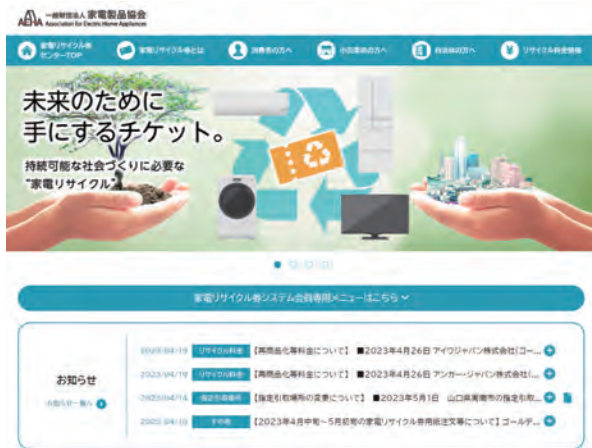 AEHA 一般財団法人 家電製品協会
Association for Electric Home Appliances
家電リサイクル券
センターTOP
家電リサイクル券とは
消費者の方へ
小売業者の方へ
自治体の方へ
リサイクル料金情報
未来のために
手にするチケット。
持続可能な社会づくりに必要な
“家電リサイクル”
家電リサイクル券システム会員専用メニューはこちら
お知らせ
お知らせ一覧へ
2023/04/19 リサイクル料金 【再商品化等料金について】 ■2023年4月26日 アイワジャパン株式会社(ゴー...
2023/04/19 リサイクル料金 【再商品化等料金について】 ■2023年4月26日 アンカー・ジャパン株式会社(...
2023/04/14 指定引取場所 【指定引取場所の変更について】 ■2023年5月1日 山口県周南市の指定引取...
2023/04/10 その他 【2023年4月中旬~5月初旬の家電リサイクル券用紙注文等について】ゴールデ...